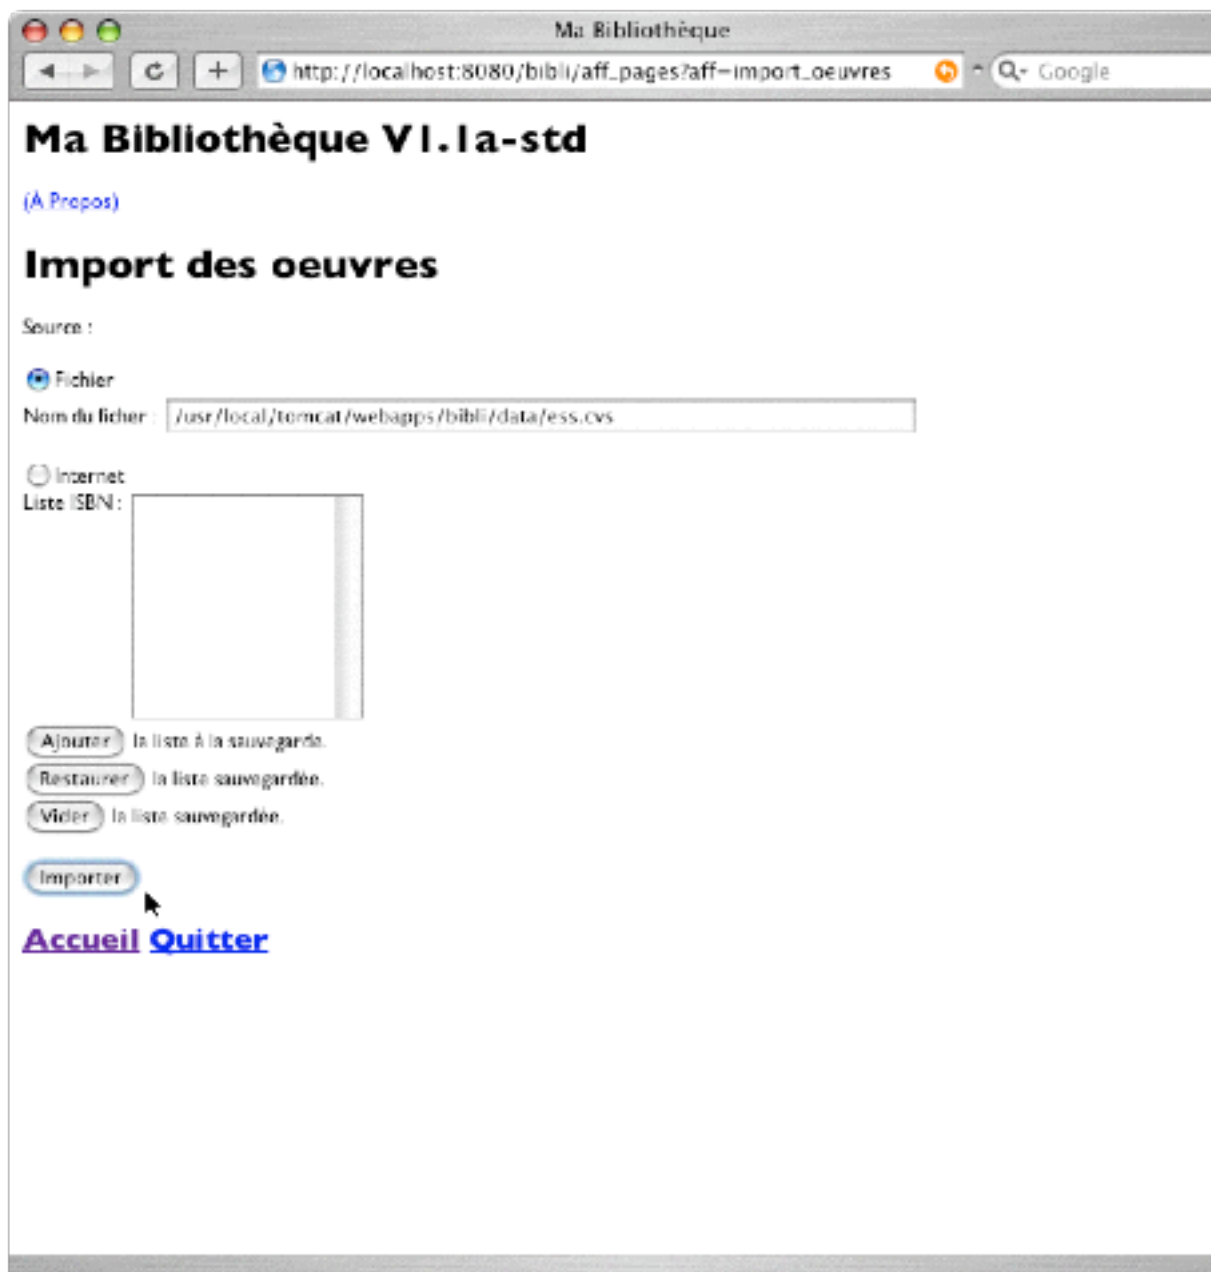 Ma Bibliothèque
http://localhost:8080/bibli/aff_pages?aff=import_oeuvres
Google
Ma Bibliothèque V1.1a-std
(À Propos)
Import des oeuvres
Source :
Fichier
Nom du ficher : /usr/local/tomcat/webapps/bibli/data/ess.cvs
Internet
Liste ISBN :
Ajouter la liste à la sauvegarde.
Restaurer la liste sauvegardée.
Vider la liste sauvegardée.
Importer
Accueil Quitter